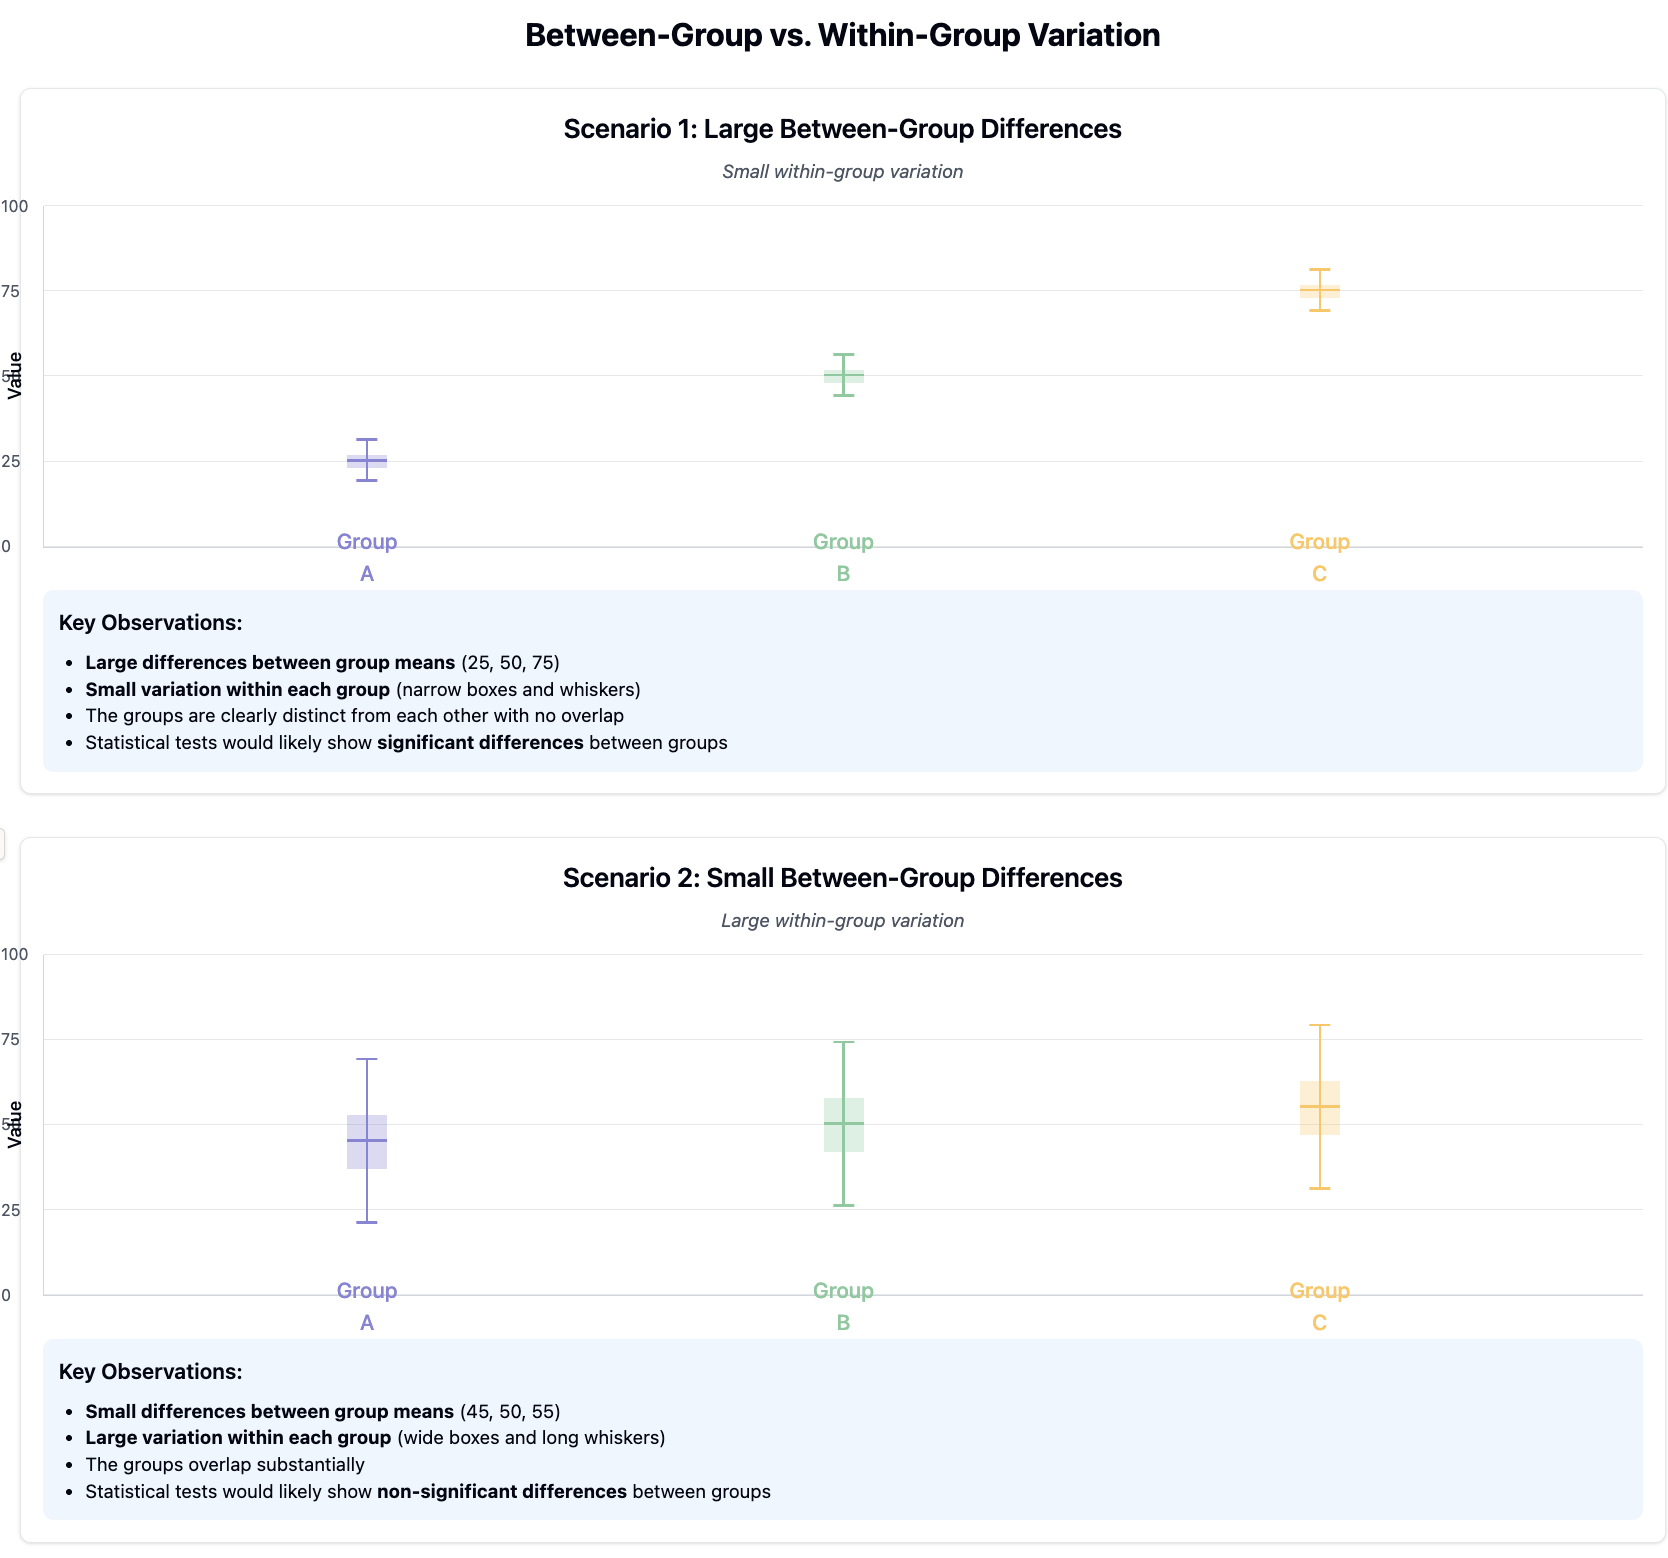 Between-Group vs. Within-Group Variation
Scenario 1: Large Between-Group Differences
Small within-group variation
100
75
Value
25
0
Group
A
Group
B
Group
C
Key Observations:
• Large differences between group means (25, 50, 75)
• Small variation within each group (narrow boxes and whiskers)
• The groups are clearly distinct from each other with no overlap
• Statistical tests would likely show significant differences between groups
Scenario 2: Small Between-Group Differences
Large within-group variation
100
75
Value
25
0
Group
A
Group
B
Group
C
Key Observations:
• Small differences between group means (45, 50, 55)
• Large variation within each group (wide boxes and long whiskers)
• The groups overlap substantially
• Statistical tests would likely show non-significant differences between groups